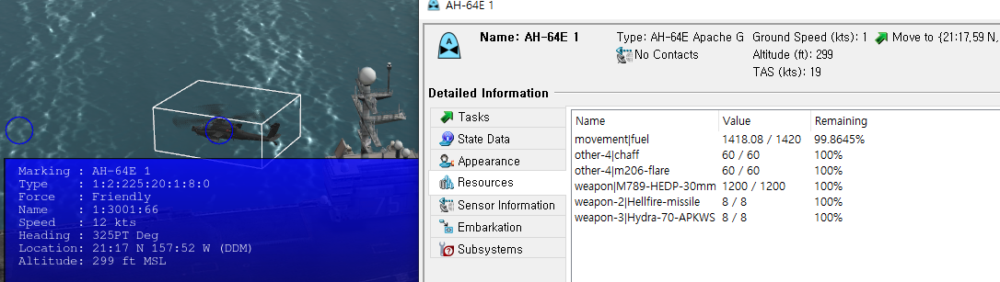 AH-64E 1
A
Name: AH-64E 1
Type: AH-64E Apache G
Ground Speed (kts): 1
Move to {21:17,59 N,
No Contacts
Altitude (ft): 299
TAS (kts): 19
Detailed Information
Tasks
State Data
Appearance
Resources
Sensor Information
Embarkation
Subsystems
Name Value Remaining
movement|fuel 1418.08 / 1420 99.8645%
other-4|chaff 60 / 60 100%
other-4|m206-flare 60 / 60 100%
weapon|M789-HEDP-30mm 1200 / 1200 100%
weapon-2|Hellfire-missile 8 / 8 100%
weapon-3|Hydra-70-APKWS 8 / 8 100%
Marking : AH-64E 1
Type : 1:2:225:20:1:8:0
Force : Friendly
Name : 1:3001:66
Speed : 12 kts
Heading : 325PT Deg
Location: 21:17 N 157:52 W (DDM)
Altitude: 299 ft MSL